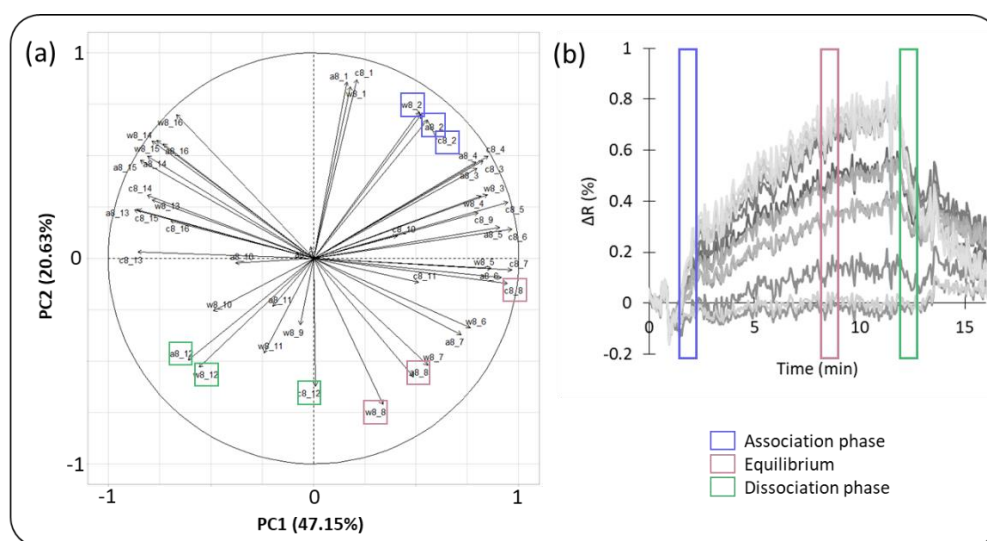 (a)
1
a8_1
c8_1
w8_1
w8_2
a8_2
c8_2
w8_16
w8_14
w8_15
a8_16
a8_15
a8_14
a8_4
c8_4
c8_3
a8_3
c8_14
w8_13
w8_3
w8_4
c8_5
a8_13
c8_15
c8_9
c8_16
c8_10
a8_5
c8_6
0
c8_13
a8_10
w8_5
c8_7
c8_11
a8_6
c8_8
w8_10
a8_11
w8_9
w8_6
a8_7
w8_11
w8_7
a8_12
w8_12
a8_8
c8_12
w8_8
-1
-1
0
1
PC1 (47.15%)
PC2 (20.63%)
(b)
1
0.8
0.6
0.4
0.2
0
-0.2
0
5
10
15
ΔR (%)
Time (min)
Association phase
Equilibrium
Dissociation phase